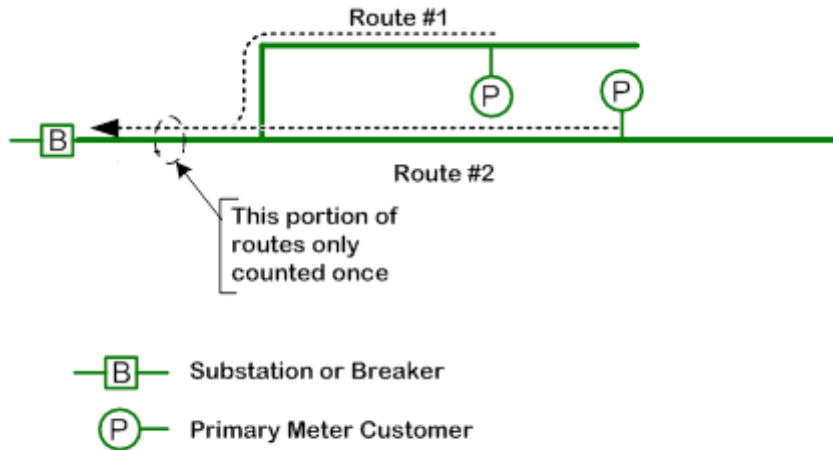 Route #1
P
P
B
Route #2
This portion of
routes only
counted once
B Substation or Breaker
P Primary Meter Customer